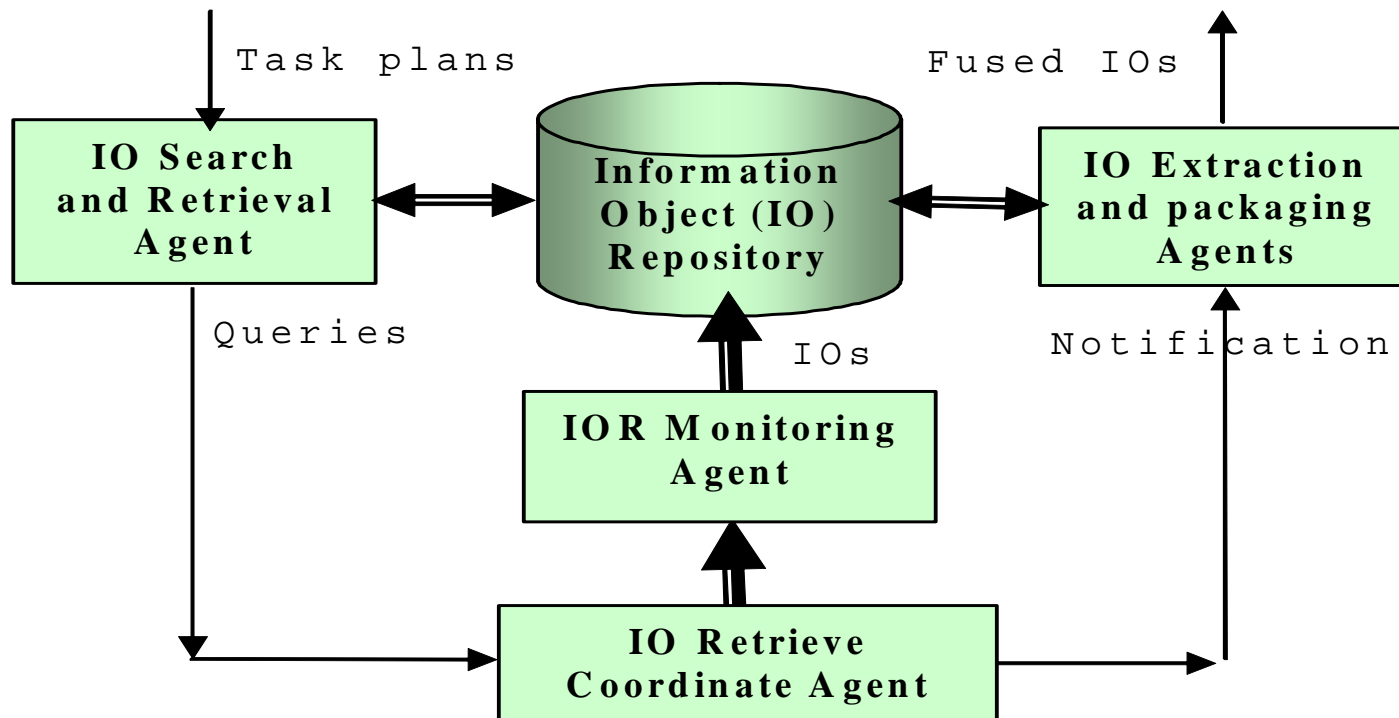 Task plans
Fused IOs
IO Search
and Retrieval
Agent
Information
Object (IO)
Repository
IO Extraction
and packaging
Agents
Queries
IOs
Notification
IOR Monitoring
Agent
IO Retrieve
Coordinate Agent